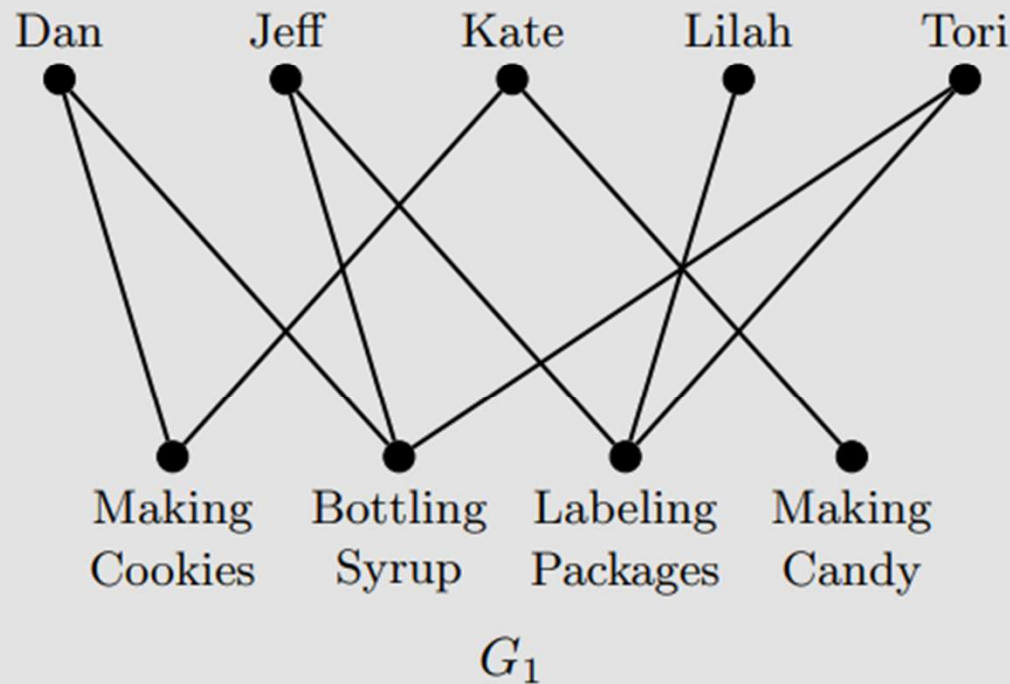 Dan Jeff Kate Lilah Tori
Making Bottling Labeling Making
Cookies Syrup Packages Candy
G₁